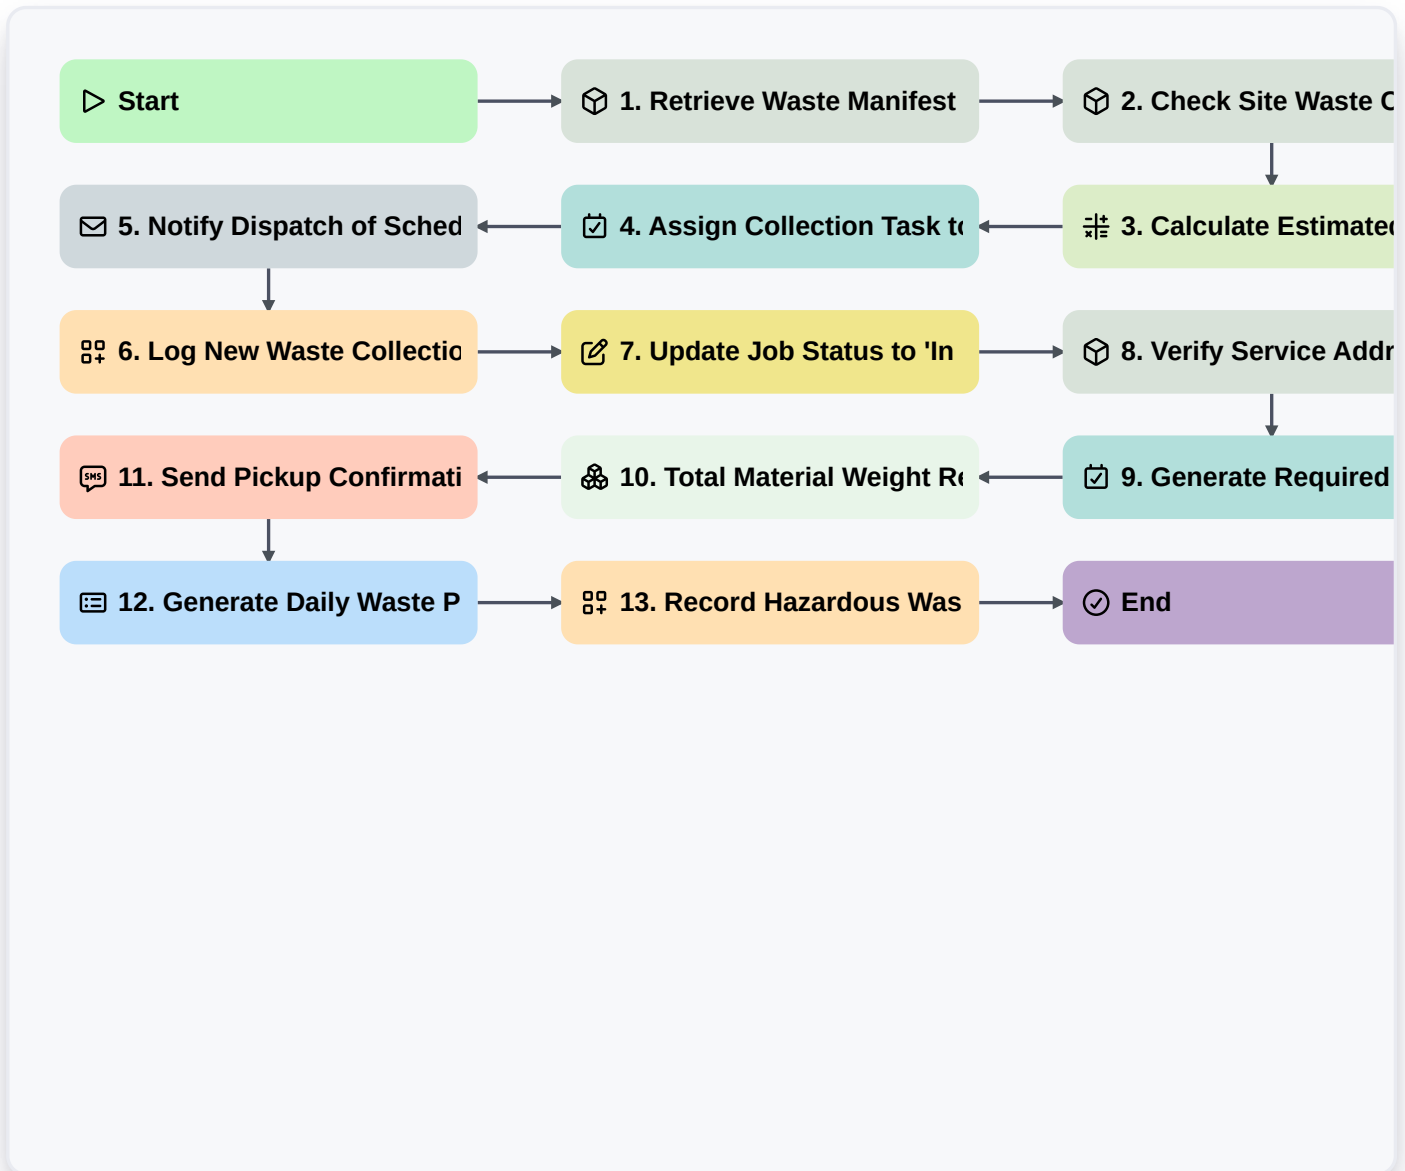 Start
1. Retrieve Waste Manifest
2. Check Site Waste
5. Notify Dispatch of Sched
4. Assign Collection Task
3. Calculate Estimated
6. Log New Waste Collectio
7. Update Job Status to 'In
8. Verify Service Addr
11. Send Pickup Confirmati
SMS
10. Total Material Weight Re
9. Generate Required
12. Generate Daily Waste P
13. Record Hazardous Was
End